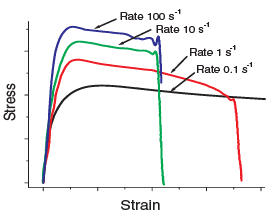 Rate 100 s⁻¹
Rate 10 s⁻¹
Rate 1 s⁻¹
Rate 0.1 s⁻¹
Stress
Strain